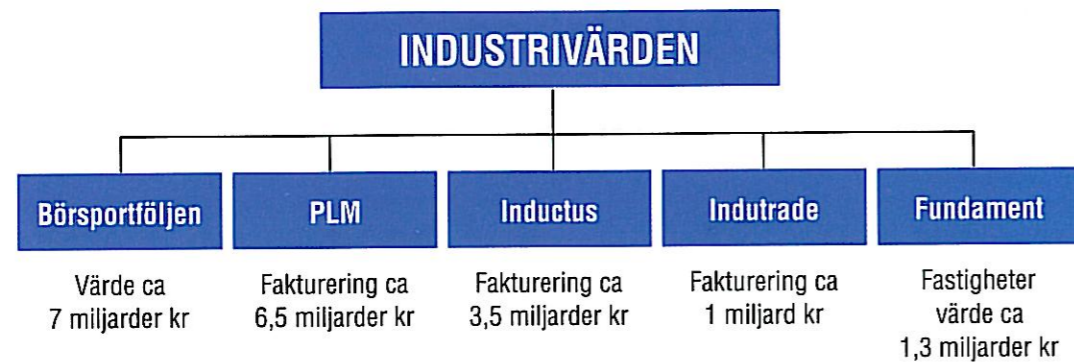 INDUSTRIVÄRDEN
Börsportföljen
PLM
Inductus
Indutrade
Fundament
Värde ca
7 miljarder kr
Fakturering ca
6,5 miljarder kr
Fakturering ca
3,5 miljarder kr
Fakturering ca
1 miljard kr
Fastigheter
värde ca
1,3 miljarder kr